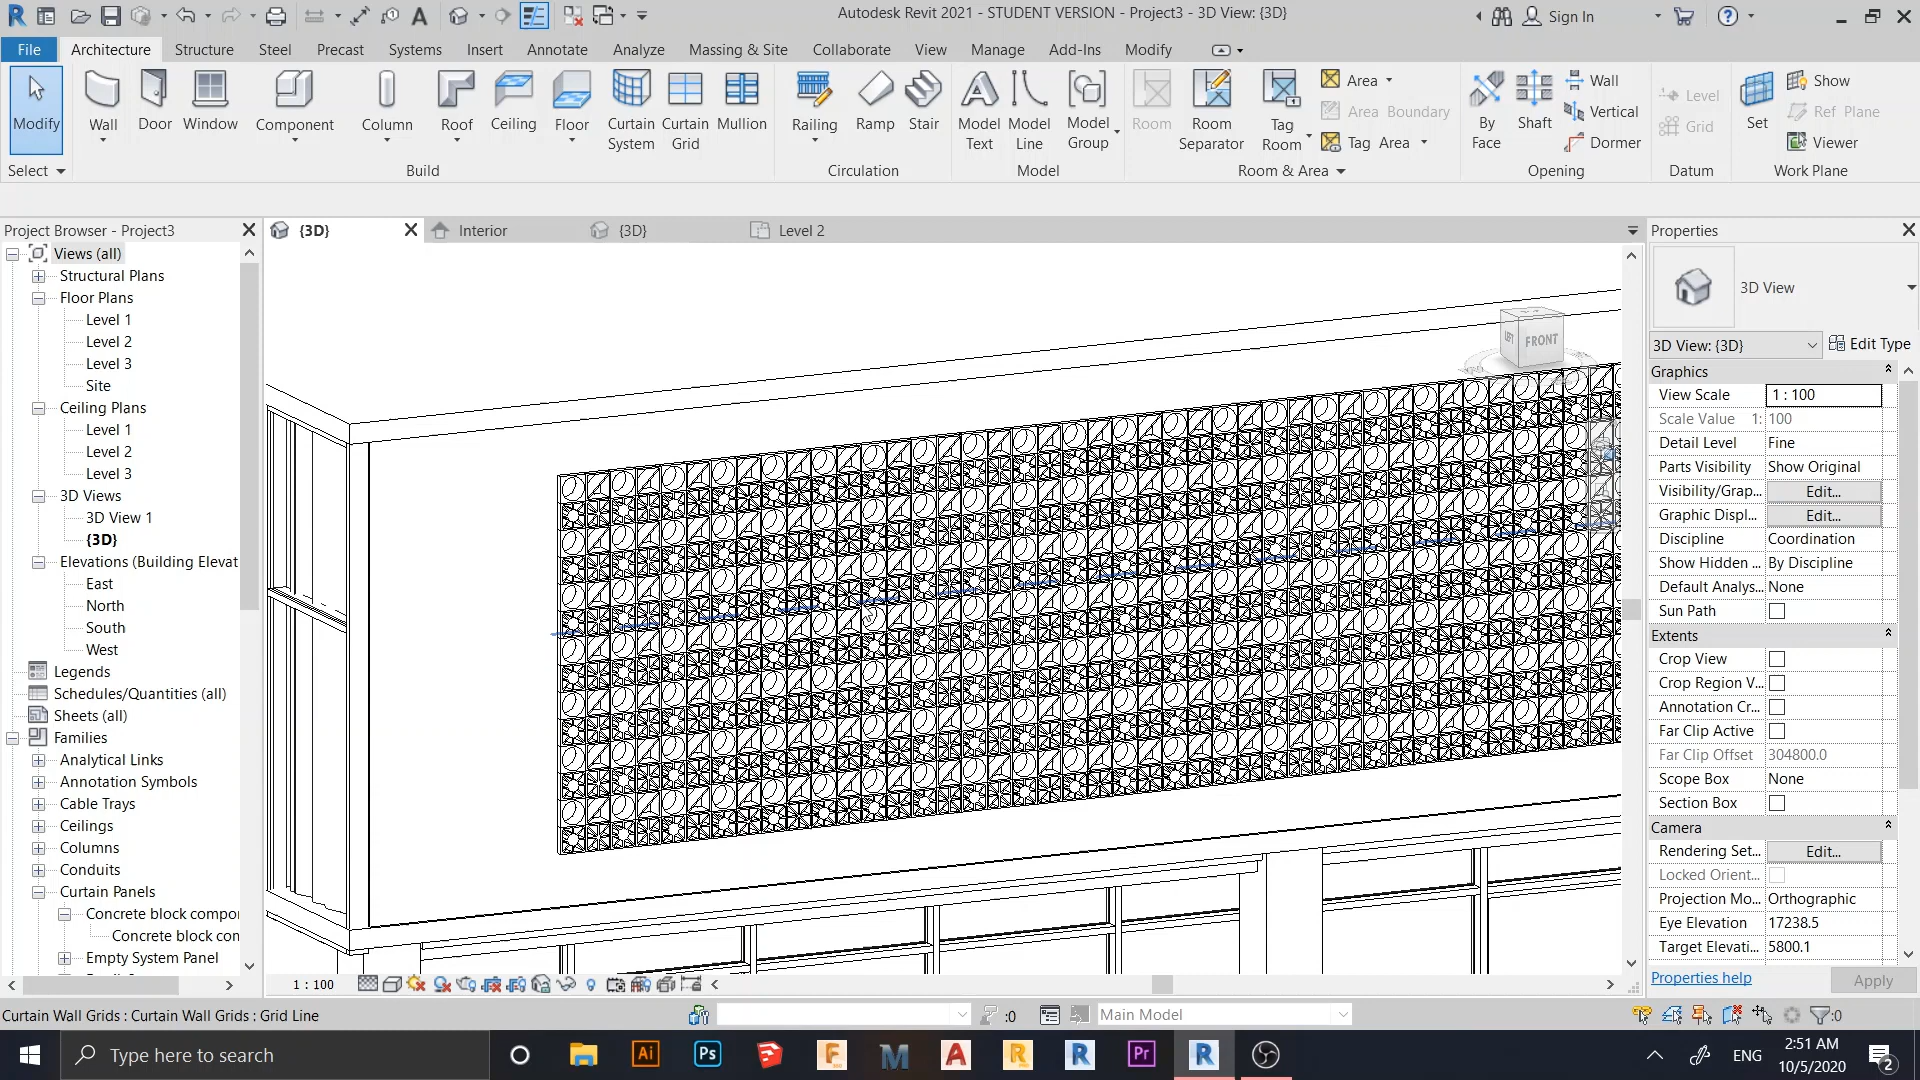 Autodesk Revit 2021 - STUDENT VERSION - Project3 - 3D View: {3D}
Sign In
File Architecture Structure Steel Precast Systems Insert Annotate Analyze Massing & Site Collaborate View Manage Add-Ins Modify
Modify
Wall
Door
Window
Component
Column
Roof
Ceiling
Floor
Curtain System
Curtain Grid
Mullion
Railing
Ramp
Stair
Model Text
Model Line
Model Group
Room
Room Separator
Tag Room
Area
Area Boundary
Tag Area
By Face
Shaft
Wall
Vertical
Dormer
Level
Grid
Set
Show
Ref Plane
Viewer
Select
Build
Circulation
Model
Room & Area
Opening
Datum
Work Plane
Project Browser - Project3
{3D}
Interior
{3D}
Level 2
Views (all)
Structural Plans
Floor Plans
Level 1
Level 2
Level 3
Site
Ceiling Plans
Level 1
Level 2
Level 3
3D Views
3D View 1
{3D}
Elevations (Building Elevat
East
North
South
West
Legends
Schedules/Quantities (all)
Sheets (all)
Families
Analytical Links
Annotation Symbols
Cable Trays
Ceilings
Columns
Conduits
Curtain Panels
Concrete block compor
Concrete block con
Empty System Panel
LEFT
FRONT
Properties
3D View
3D View: {3D}
Edit Type
Graphics
View Scale 1 : 100
Scale Value 1: 100
Detail Level Fine
Parts Visibility Show Original
Visibility/Grap... Edit...
Graphic Displ... Edit...
Discipline Coordination
Show Hidden ... By Discipline
Default Analys... None
Sun Path
Extents
Crop View
Crop Region V...
Annotation Cr...
Far Clip Active
Far Clip Offset 304800.0
Scope Box None
Section Box
Camera
Rendering Set... Edit...
Locked Orient...
Projection Mo... Orthographic
Eye Elevation 17238.5
Target Elevati... 5800.1
Properties help
Apply
1 : 100
Curtain Wall Grids : Curtain Wall Grids : Grid Line
:0
Main Model
:0
Type here to search
Ai
Ps
F
M
A
R
R
Pr
R
ENG
2:51 AM
10/5/2020
2